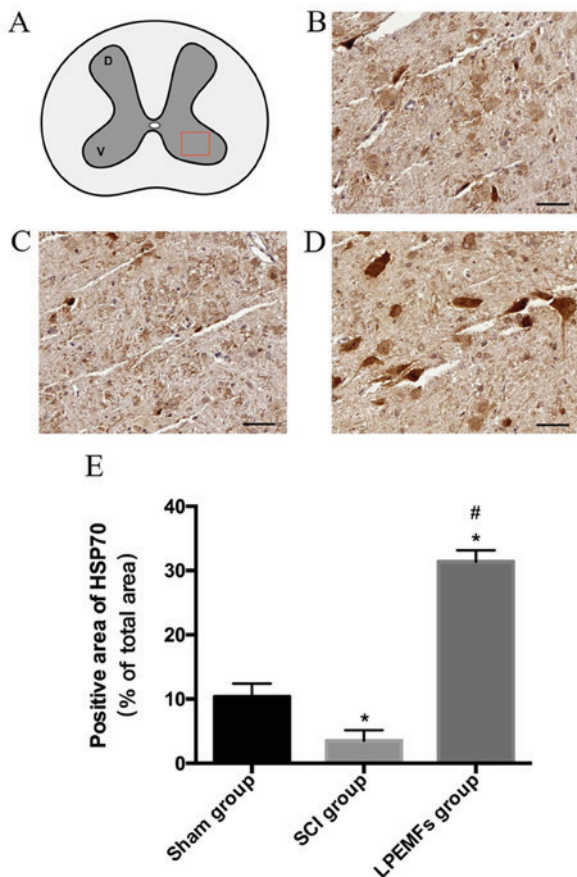 A
D
V
B
C
D
E
Positive area of HSP70
(% of total area)
40
30
20
10
0
*
#
*
Sham group
SCI group
LPEMFs group